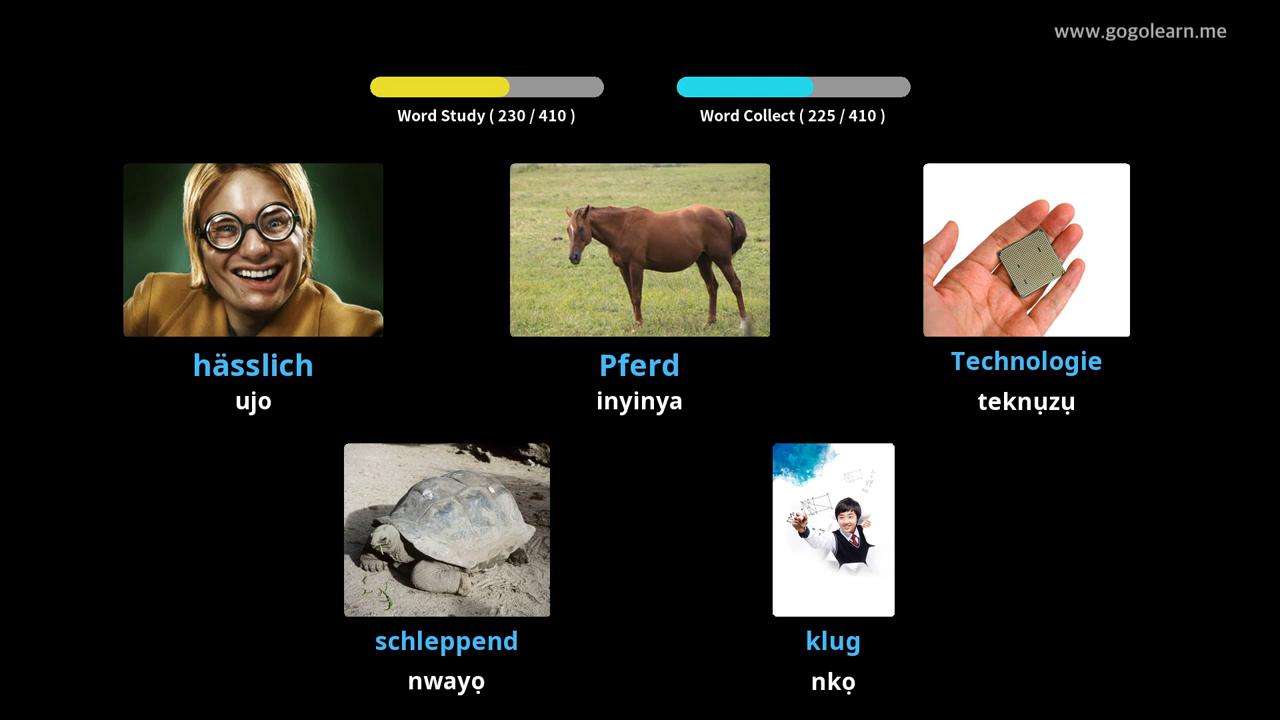 www.gogolearn.me
Word Study ( 230 / 410 )
Word Collect ( 225 / 410 )
hässlich
ujo
Pferd
inyinya
Technologie
teknụzụ
schleppend
nwayọ
klug
nkọ